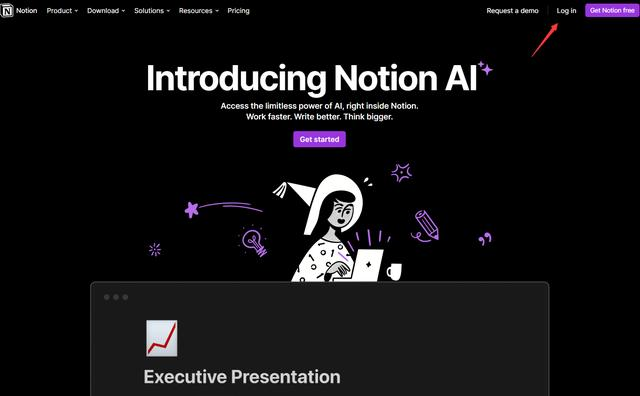 Notion Product Download Solutions Resources Pricing Request a demo Log in Get Notion free
Introducing Notion AI
Access the limitless power of AI, right inside Notion.
Work faster. Write better. Think bigger.
Get started
Executive Presentation